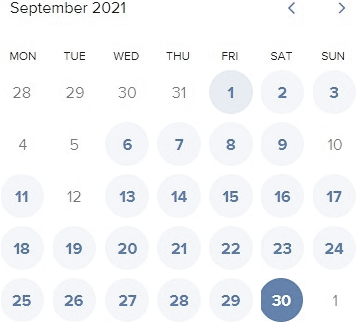 September 2021
MON TUE WED THU FRI SAT SUN
28 29 30 31 1 2 3
4 5 6 7 8 9 10
11 12 13 14 15 16 17
18 19 20 21 22 23 24
25 26 27 28 29 30 1